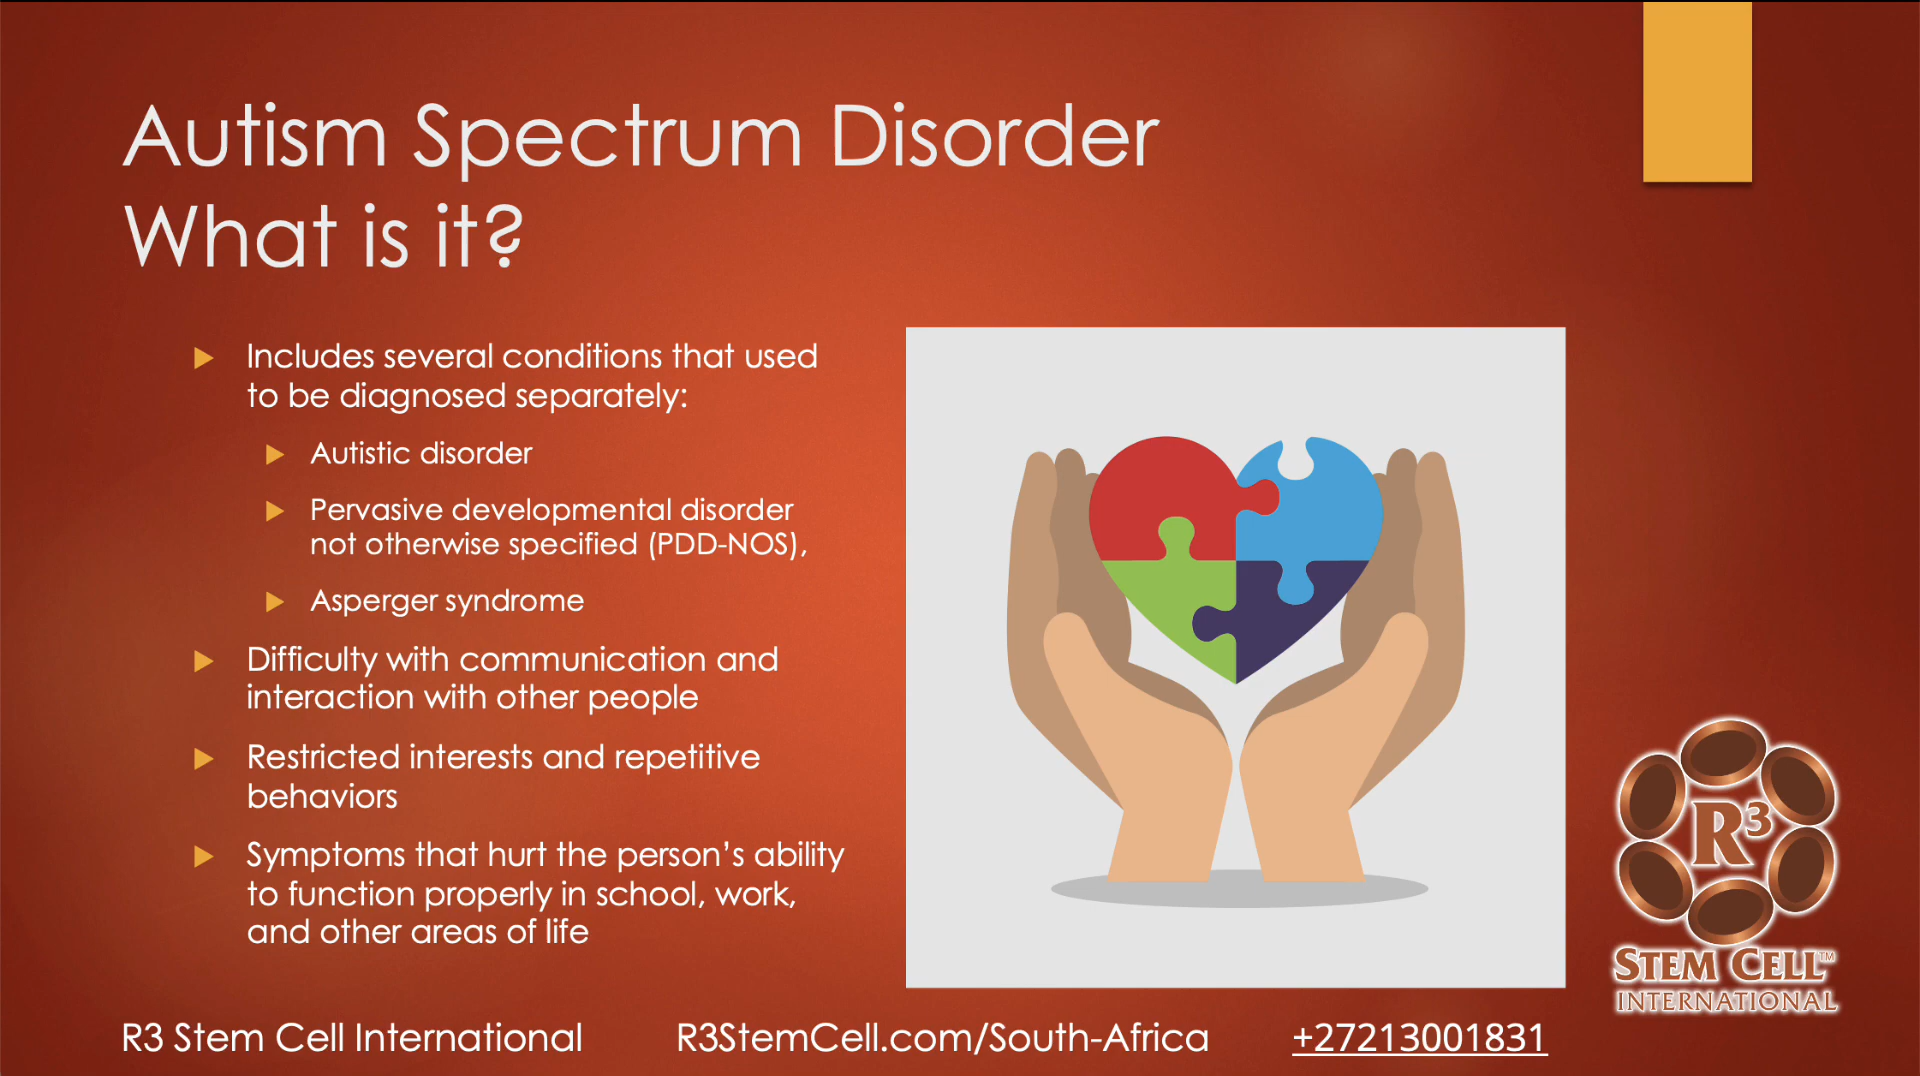 Autism Spectrum Disorder
What is it?
Includes several conditions that used
to be diagnosed separately:
Autistic disorder
Pervasive developmental disorder
not otherwise specified (PDD-NOS),
Asperger syndrome
Difficulty with communication and
interaction with other people
Restricted interests and repetitive
behaviors
Symptoms that hurt the person’s ability
to function properly in school, work,
and other areas of life
R³
STEM CELL™
INTERNATIONAL
R3 Stem Cell International R3StemCell.com/South-Africa +27213001831